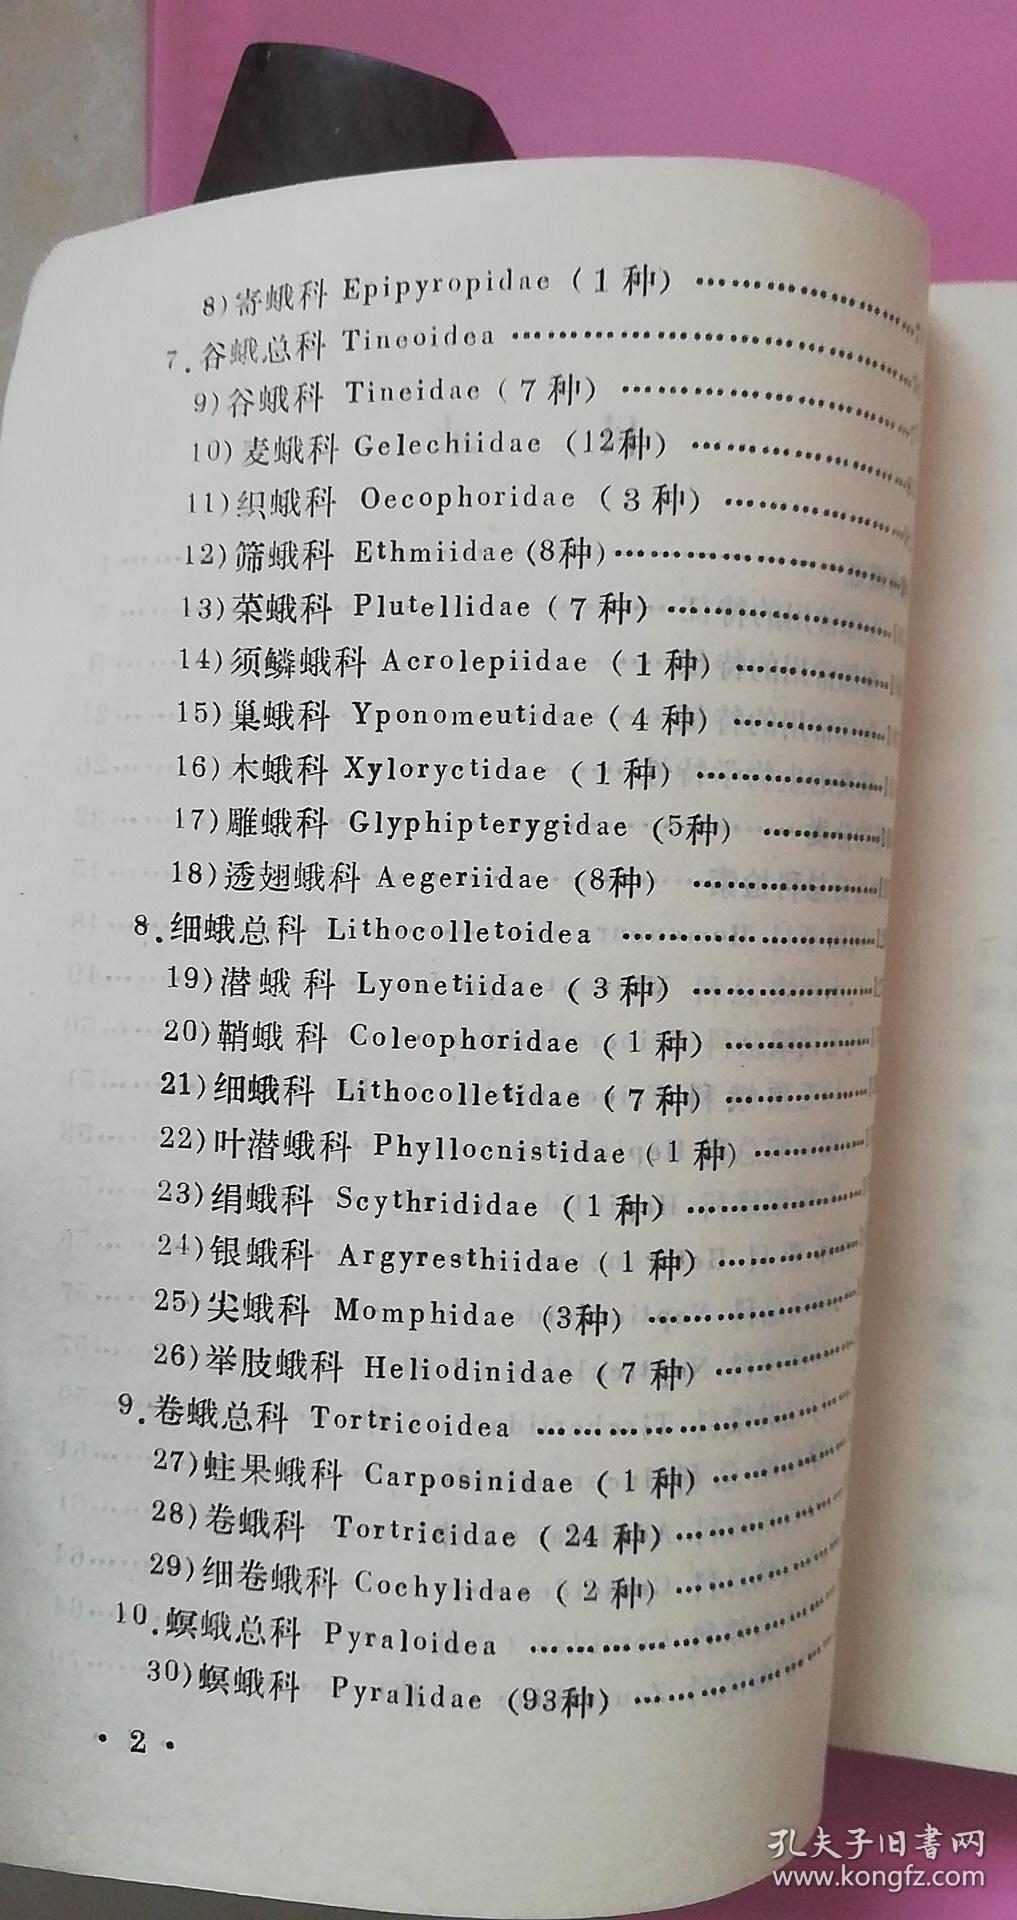 8)寄蛾科 Epipyropidae (1种) ……………………
7.谷蛾总科 Tineoidea ……………………
9)谷蛾科 Tineidae (7种) ……………………
10)麦蛾科 Gelechiidae (12种) ……………………
11)织蛾科 Oecophoridae (3种) ……………………
12)筛蛾科 Ethmiidae (8种) ……………………
13)菜蛾科 Plutellidae (7种) ……………………
14)须鳞蛾科 Acrolepiidae (1种) ……………………
15)巢蛾科 Yponomeutidae (4种) ……………………
16)木蛾科 Xyloryctidae (1种) ……………………
17)雕蛾科 Glyphipterygidae (5种) ……………………
18)透翅蛾科 Aegeriidae (8种) ……………………
8.细蛾总科 Lithocolletoidea ……………………
19)潜蛾科 Lyonetiidae (3种) ……………………
20)鞘蛾科 Coleophoridae (1种) ……………………
21)细蛾科 Lithocolletidae (7种) ……………………
22)叶潜蛾科 Phyllocnistidae (1种) ……………………
23)绢蛾科 Scythrididae (1种) ……………………
24)银蛾科 Argyresthiidae (1种) ……………………
25)尖蛾科 Momphidae (3种) ……………………
26)举肢蛾科 Heliodinidae (7种) ……………………
9.卷蛾总科 Tortricoidea ……………………
27)蛀果蛾科 Carposinidae (1种) ……………………
28)卷蛾科 Tortricidae (24种) ……………………
29)细卷蛾科 Cochylidae (2种) ……………………
10.螟蛾总科 Pyraloidea ……………………
30)螟蛾科 Pyralidae (93种) ……………………
• 2 •
孔夫子旧书网
www.kongfz.com